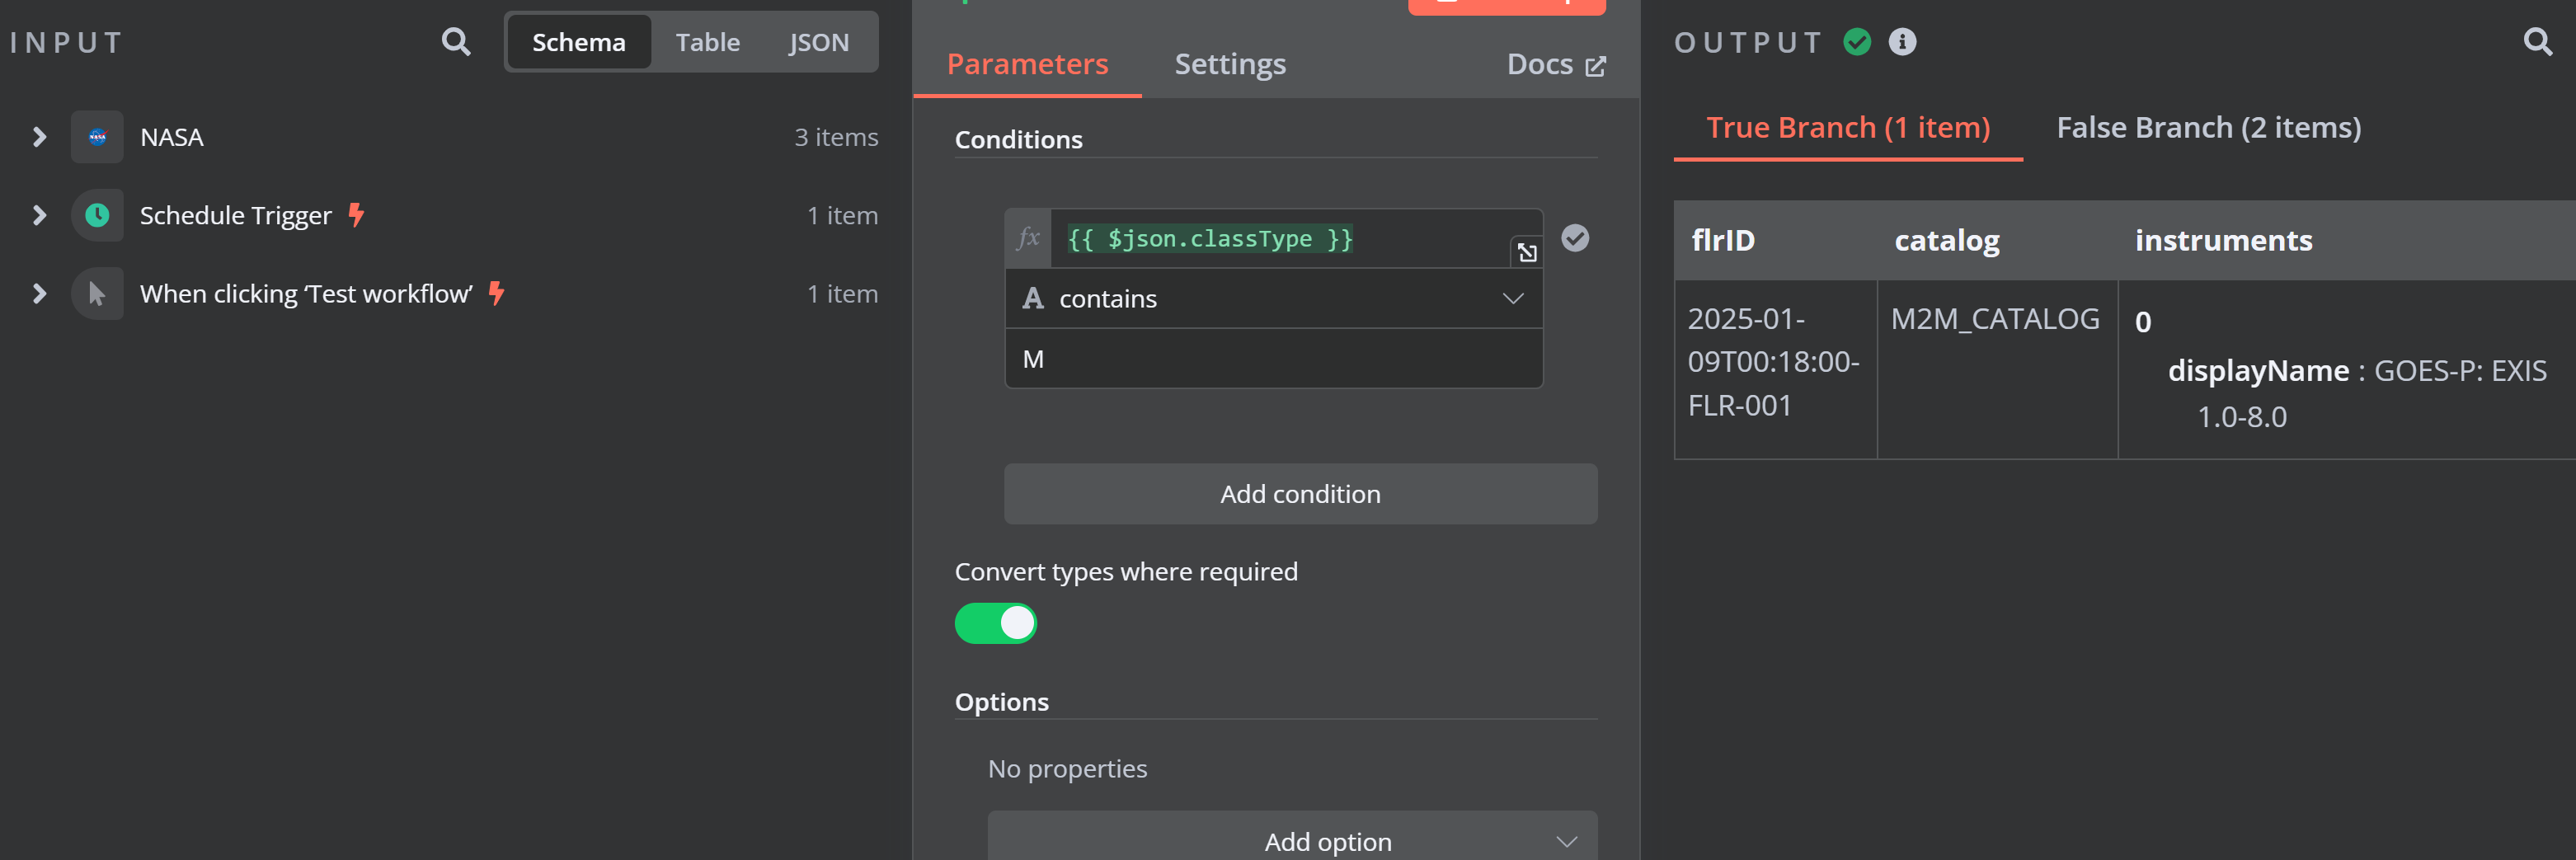 INPUT
Schema
Table
JSON
NASA
3 items
Schedule Trigger
1 item
When clicking ‘Test workflow’
1 item
Parameters
Settings
Docs
Conditions
fx
{{ $json.classType }}
A contains
M
Add condition
Convert types where required
Options
No properties
Add option
OUTPUT
True Branch (1 item)
False Branch (2 items)
flrID
catalog
instruments
2025-01-
09T00:18:00-
FLR-001
M2M_CATALOG
0
displayName : GOES-P: EXIS
1.0-8.0